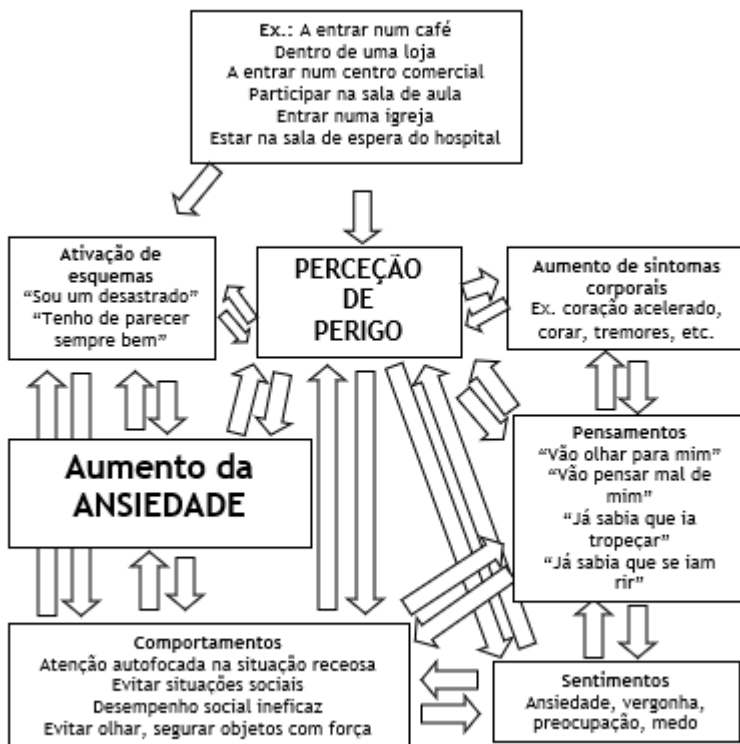 Ex.: A entrar num café
Dentro de uma loja
A entrar num centro comercial
Participar na sala de aula
Entrar numa igreja
Estar na sala de espera do hospital
Ativação de
esquemas
“Sou um desastrado”
“Tenho de parecer
sempre bem”
PERCEÇÃO
DE
PERIGO
Aumento de sintomas
corporais
Ex. coração acelerado,
corar, tremores, etc.
Aumento da
ANSIEDADE
Pensamentos
“Vão olhar para mim”
“Vão pensar mal de
mim”
“Já sabia que ia
tropeçar”
“Já sabia que se iam
rir”
Comportamentos
Atenção autofocada na situação receosa
Evitar situações sociais
Desempenho social ineficaz
Evitar olhar, segurar objetos com força
Sentimentos
Ansiedade, vergonha,
preocupação, medo